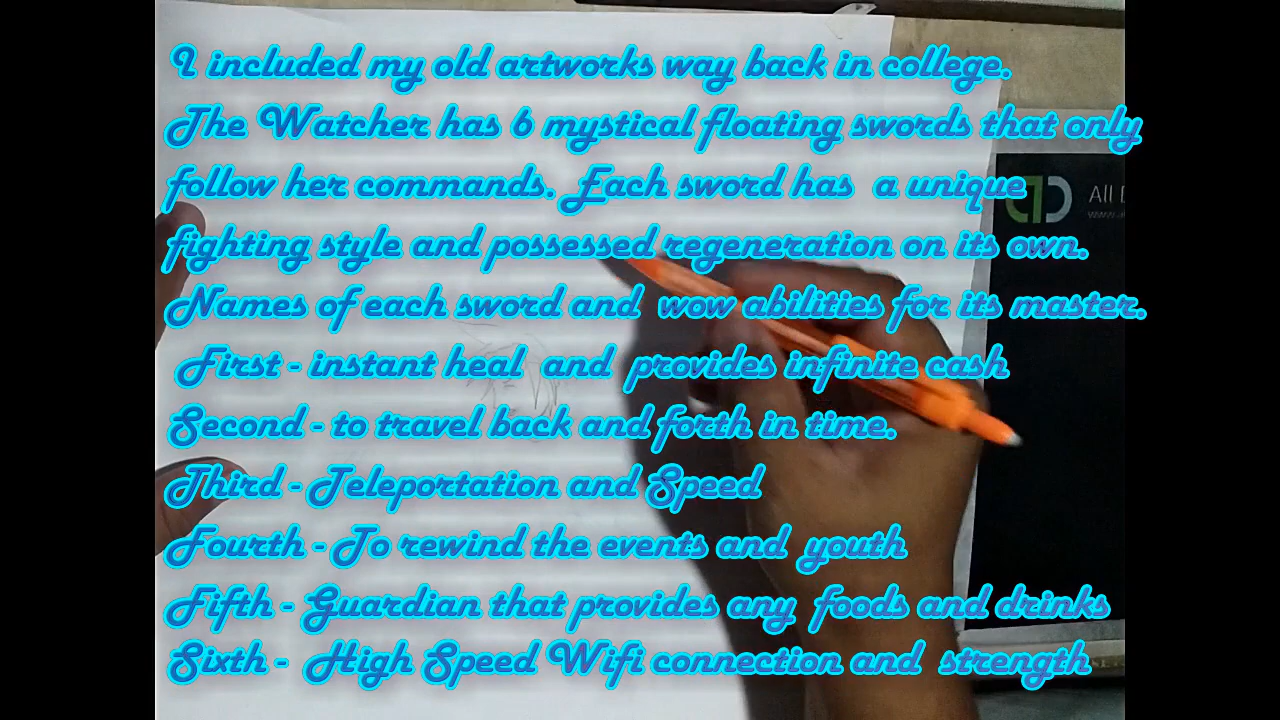 I included my old artworks way back in college.
The Watcher has 6 mystical floating swords that only
follow her commands. Each sword has a unique
fighting style and possessed regeneration on its own.
Names of each sword and wow abilities for its master.
First - instant heal and provides infinite cash
Second - to travel back and forth in time.
Third - Teleportation and Speed
Fourth - To rewind the events and youth
Fifth - Guardian that provides any foods and drinks
Sixth - High Speed Wifi connection and strength
All